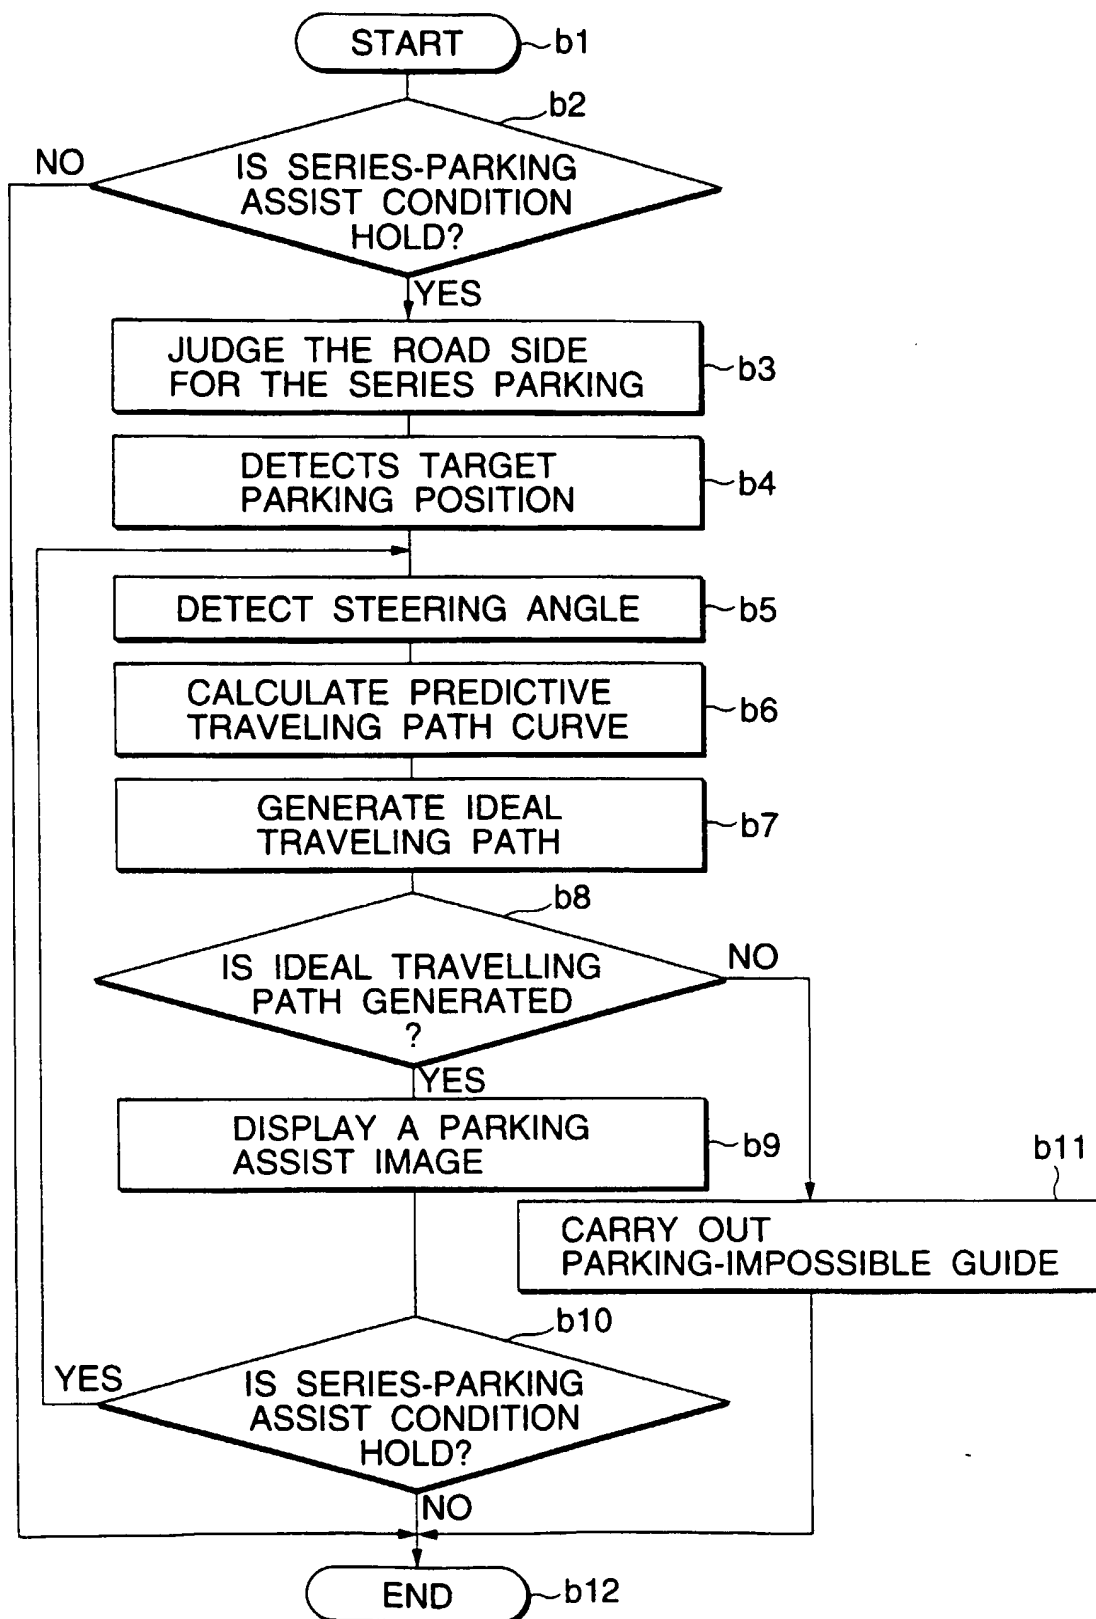 START
b1
b2
NO
IS SERIES-PARKING
ASSIST CONDITION
HOLD?
YES
JUDGE THE ROAD SIDE
FOR THE SERIES PARKING
b3
DETECTS TARGET
PARKING POSITION
b4
DETECT STEERING ANGLE
b5
CALCULATE PREDICTIVE
TRAVELING PATH CURVE
b6
GENERATE IDEAL
TRAVELING PATH
b7
b8
IS IDEAL TRAVELLING
PATH GENERATED
?
NO
YES
DISPLAY A PARKING
ASSIST IMAGE
b9
b11
CARRY OUT
PARKING-IMPOSSIBLE GUIDE
b10
YES
IS SERIES-PARKING
ASSIST CONDITION
HOLD?
NO
END
b12